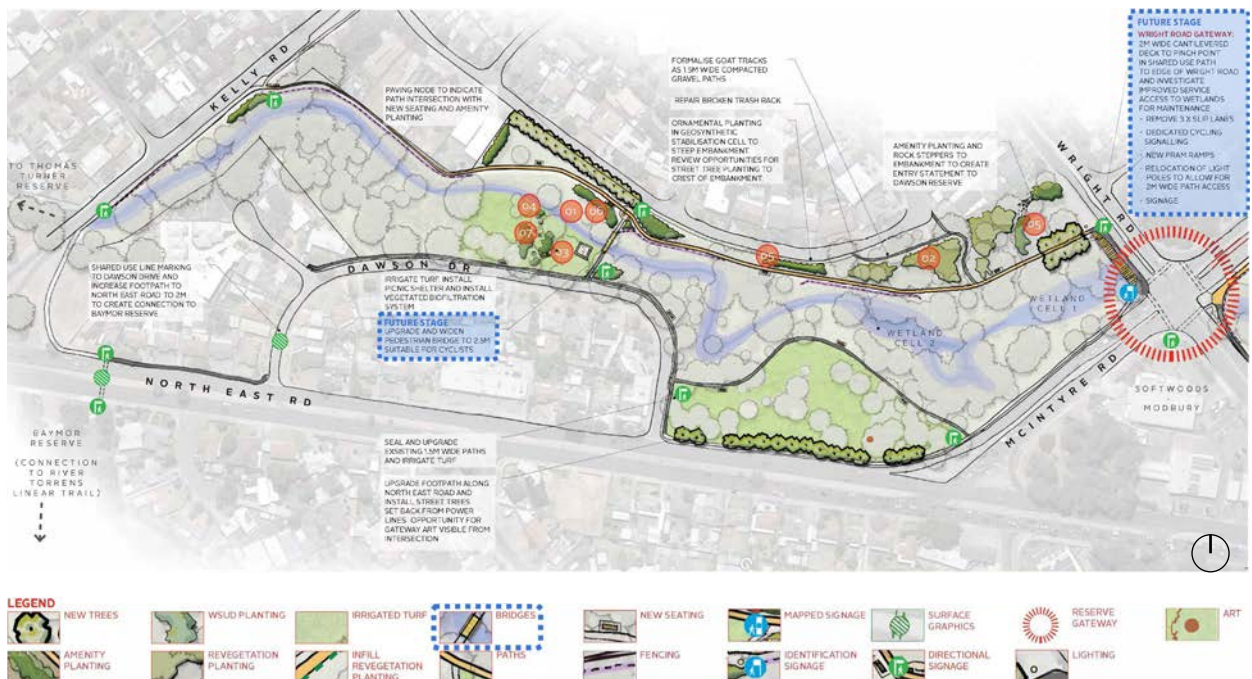 KELLY RD
TO THOMAS
TURNER
RESERVE
PAVING NODE TO INDICATE
PATH INTERSECTION WITH
NEW SEATING AND AMEINTY
PLANTING
FORMALISE GOAT TRACKS
AS 1.5M WIDE COMPACTED
GRAVEL PATHS
REPAIR BROKEN TRASH RACK
ORNAMENTAL PLANTING
IN GEOSYNTHETIC
STABILISATION CELL TO
STEEP EMBANKMENT.
REVIEW OPPORTUNITIES FOR
STREET TREE PLANTING TO
CREST OF EMBANKMENT.
AMENITY PLANTING AND
ROCK STEPPERS TO
EMBANKMENT TO CREATE
ENTRY STATEMENT TO
DAWSON RESERVE
FUTURE STAGE
WRIGHT ROAD GATEWAY:
2M WIDE CANTILEVERED
DECK TO PINCH POINT
IN SHARED USE PATH
TO EDGE OF WRIGHT ROAD
AND INVESTIGATE
IMPROVED SERVICE
ACCESS TO WETLANDS
FOR MAINTENANCE
- REMOVE 3 X SLIP LANES
- DEDICATED CYCLING
SIGNALLING
- NEW PRAM RAMPS
- RELOCATION OF LIGHT
POLES TO ALLOW FOR
2M WIDE PATH ACCESS
- SIGNAGE
WRIGHT RD
04
01
06
07
03
05
02
05
SHARED USE LINE MARKING
TO DAWSON DRIVE AND
INCREASE FOOTPATH TO
NORTH EAST ROAD TO 2M
TO CREATE CONNECTION TO
BAYMOR RESERVE
DAWSON DR
IRRIGATE TURF, INSTALL
PICNIC SHELTER AND INSTALL
VEGETATED BIOFILTRATION
SYSTEM
FUTURE STAGE
UPGRADE AND WIDEN
PEDESTRIAN BRIDGE TO 2.5M
SUITABLE FOR CYCLISTS
WETLAND
CELL 1
WETLAND
CELL 2
NORTH EAST RD
MCINTYRE RD
SOFTWOODS
-
MODBURY
BAYMOR
RESERVE
(CONNECTION
TO RIVER
TORRENS
LINEAR TRAIL)
SEAL AND UPGRADE
EXSISTING 1.5M WIDE PATHS
AND IRRIGATE TURF
UPGRADE FOOTPATH ALONG
NORTH EAST ROAD AND
INSTALL STREET TREES
SET BACK FROM POWER
LINES. OPPORTUNITY FOR
GATEWAY ART VISIBLE FROM
INTERSECTION
LEGEND
NEW TREES
WSUD PLANTING
IRRIGATED TURF
BRIDGES
NEW SEATING
MAPPED SIGNAGE
SURFACE
GRAPHICS
RESERVE
GATEWAY
ART
AMENITY
PLANTING
REVEGETATION
PLANTING
INFILL
REVEGETATION
PLANTING
PATHS
FENCING
IDENTIFICATION
SIGNAGE
DIRECTIONAL
SIGNAGE
LIGHTING